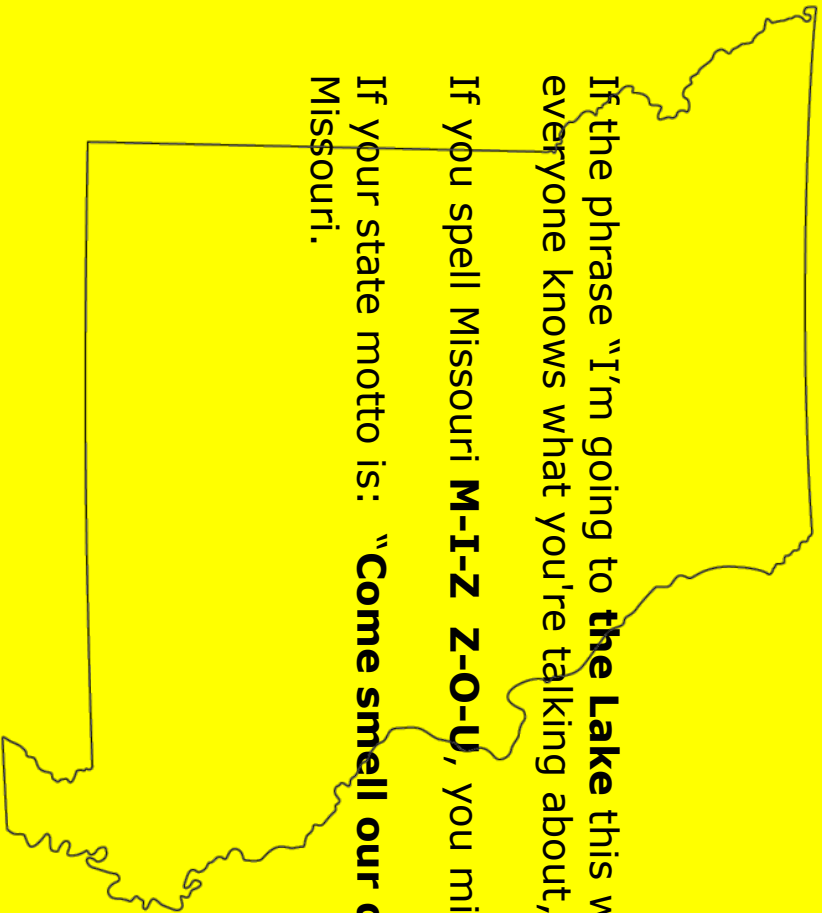 If the phrase “I’m going to the Lake this
everyone knows what you're talking about,
If you spell Missouri M-I-Z Z-O-U, you
If your state motto is: “Come smell our
Missouri.